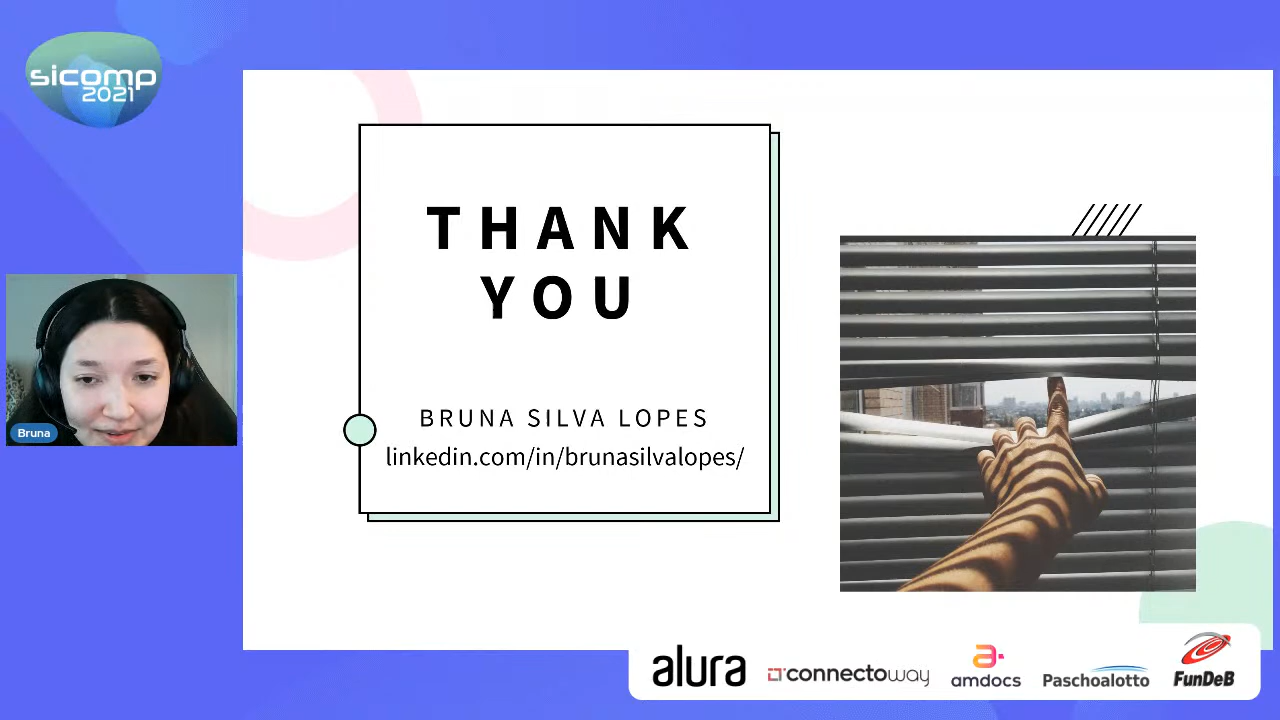 sicomp
2021
THANK
YOU
BRUNA SILVA LOPES
linkedin.com/in/brunasilvalopes/
Bruna
alura
connectoway
amdocs
Paschoalotto
FunDeB